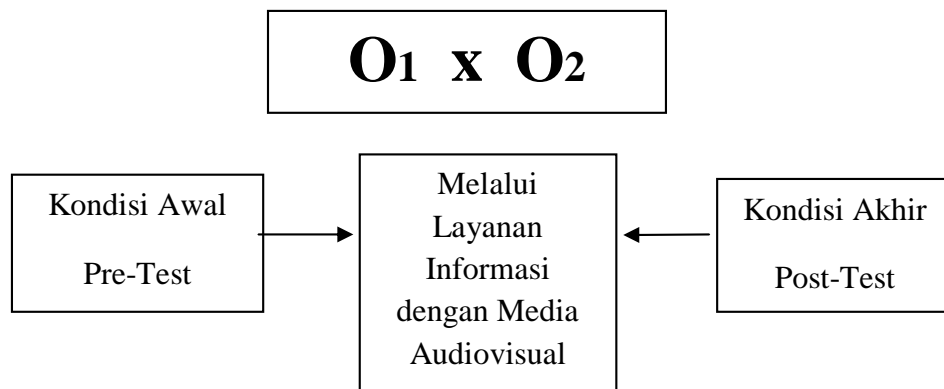 O1 x O2
Kondisi Awal
Pre-Test
Melalui
Layanan
Informasi
dengan Media
Audiovisual
Kondisi Akhir
Post-Test